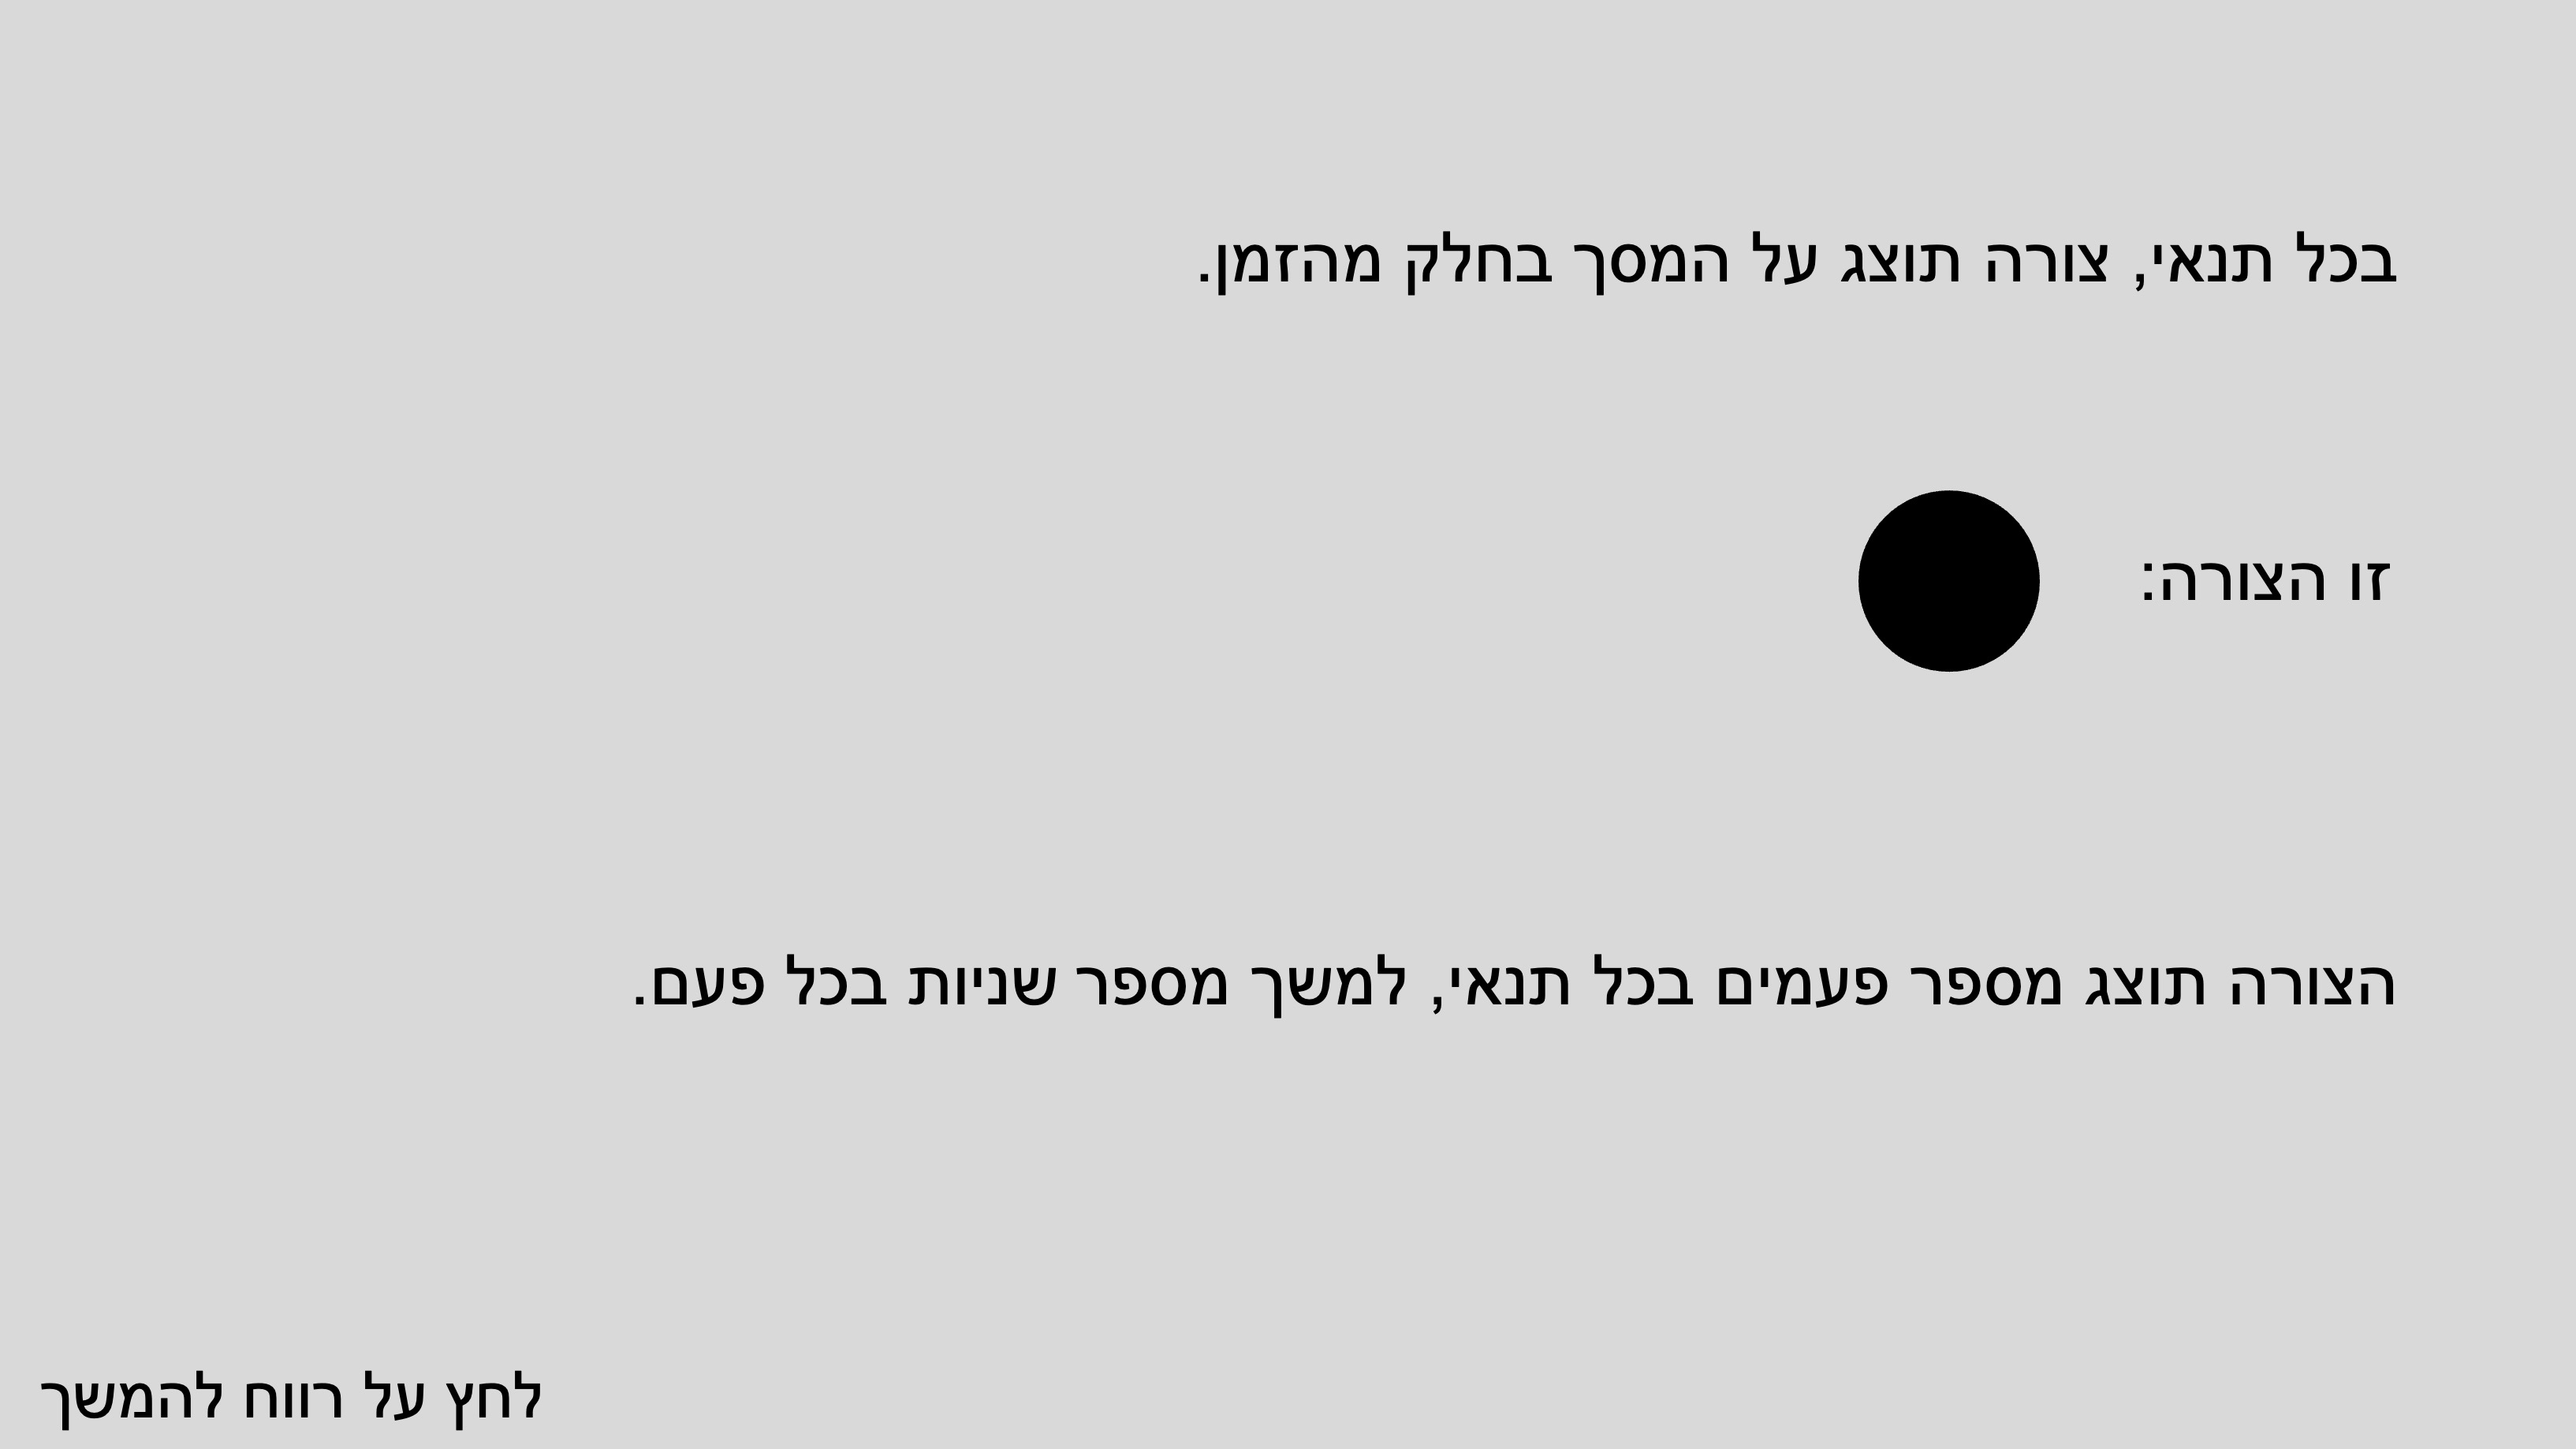 בכל תנאי, צורה תוצג על המסך בחלק מהזמן.
זו הצורה:
הצורה תוצג מספר פעמים בכל תנאי, למשך מספר שניות בכל פעם.
לחץ על רווח להמשך